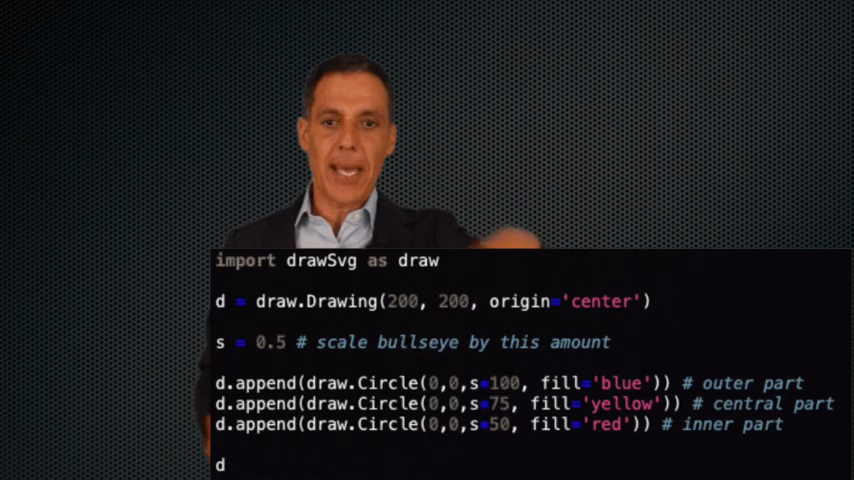 import drawSvg as draw
d = draw.Drawing(200, 200, origin='center')
s = 0.5 # scale bullseye by this amount
d.append(draw.Circle(0,0,s*100, fill='blue')) # outer part
d.append(draw.Circle(0,0,s*75, fill='yellow')) # central part
d.append(draw.Circle(0,0,s*50, fill='red')) # inner part
d